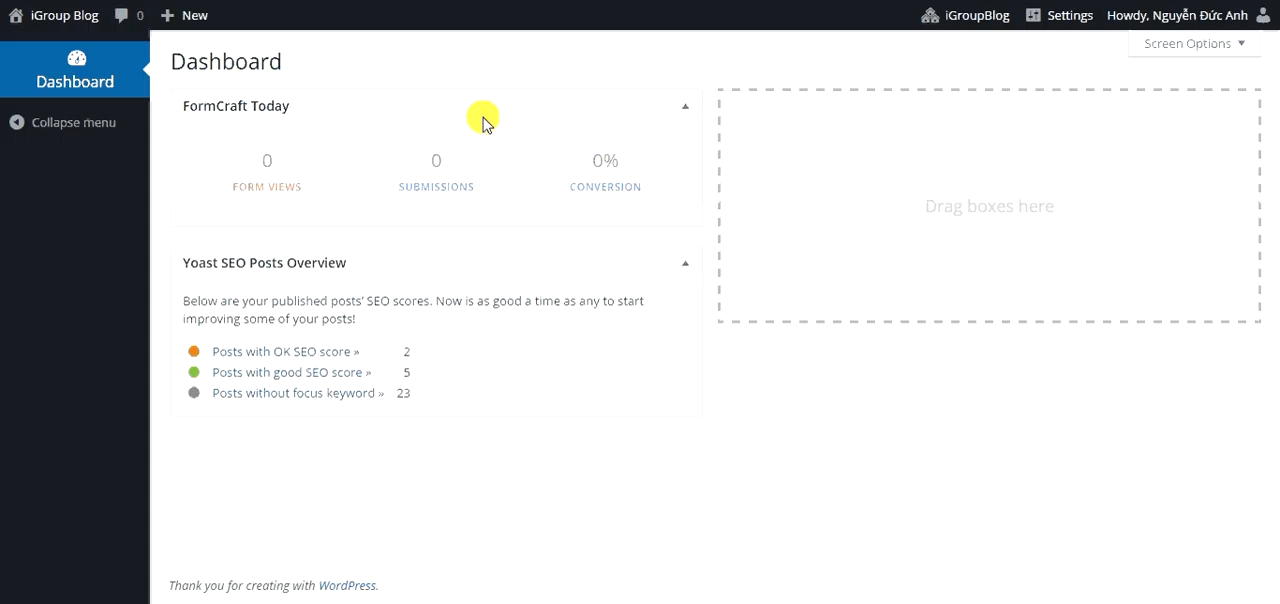 iGroup Blog 0 New iGroupBlog Settings Howdy, Nguyễn Đức Anh
Screen Options
Dashboard
Collapse menu
Dashboard
FormCraft Today
0 0 0%
FORM VIEWS SUBMISSIONS CONVERSION
Drag boxes here
Yoast SEO Posts Overview
Below are your published posts' SEO scores. Now is as good a time as any to start
improving some of your posts!
Posts with OK SEO score » 2
Posts with good SEO score » 5
Posts without focus keyword » 23
Thank you for creating with WordPress.